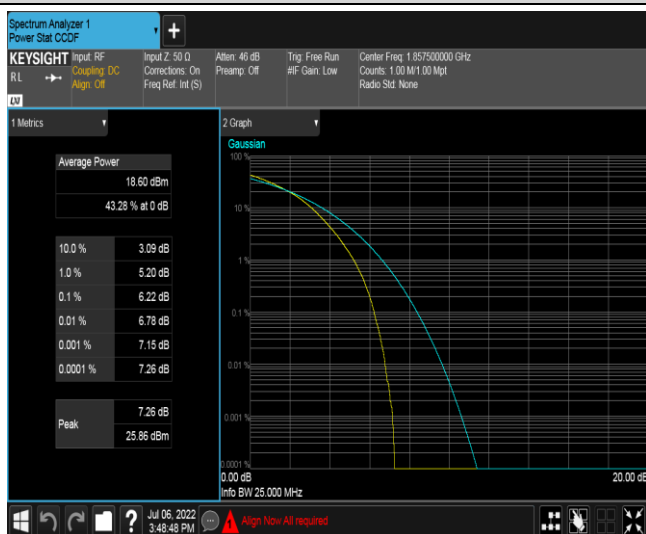 Spectrum Analyzer 1
Power Stat CCDF
+
KEYSIGHT Input: RF Input Z: 50 Ω Atten: 46 dB Trig: Free Run Center Freq: 1.857500000 GHz
RL Coupling: DC Corrections: On Preamp: Off #IF Gain: Low Counts: 1.00 M/1.00 Mpt
Align: Off Freq Ref: Int (S) Radio Std: None
LXI
1 Metrics
Average Power
18.60 dBm
43.28 % at 0 dB
10.0 % 3.09 dB
1.0 % 5.20 dB
0.1 % 6.22 dB
0.01 % 6.78 dB
0.001 % 7.15 dB
0.0001 % 7.26 dB
Peak 7.26 dB
25.86 dBm
2 Graph
Gaussian
100 %
10 %
1 %
0.1 %
0.01 %
0.001 %
0.0001 %
0.00 dB 20.00 dB
Info BW 25.000 MHz
? Jul 06, 2022
3:48:48 PM
Align Now All required